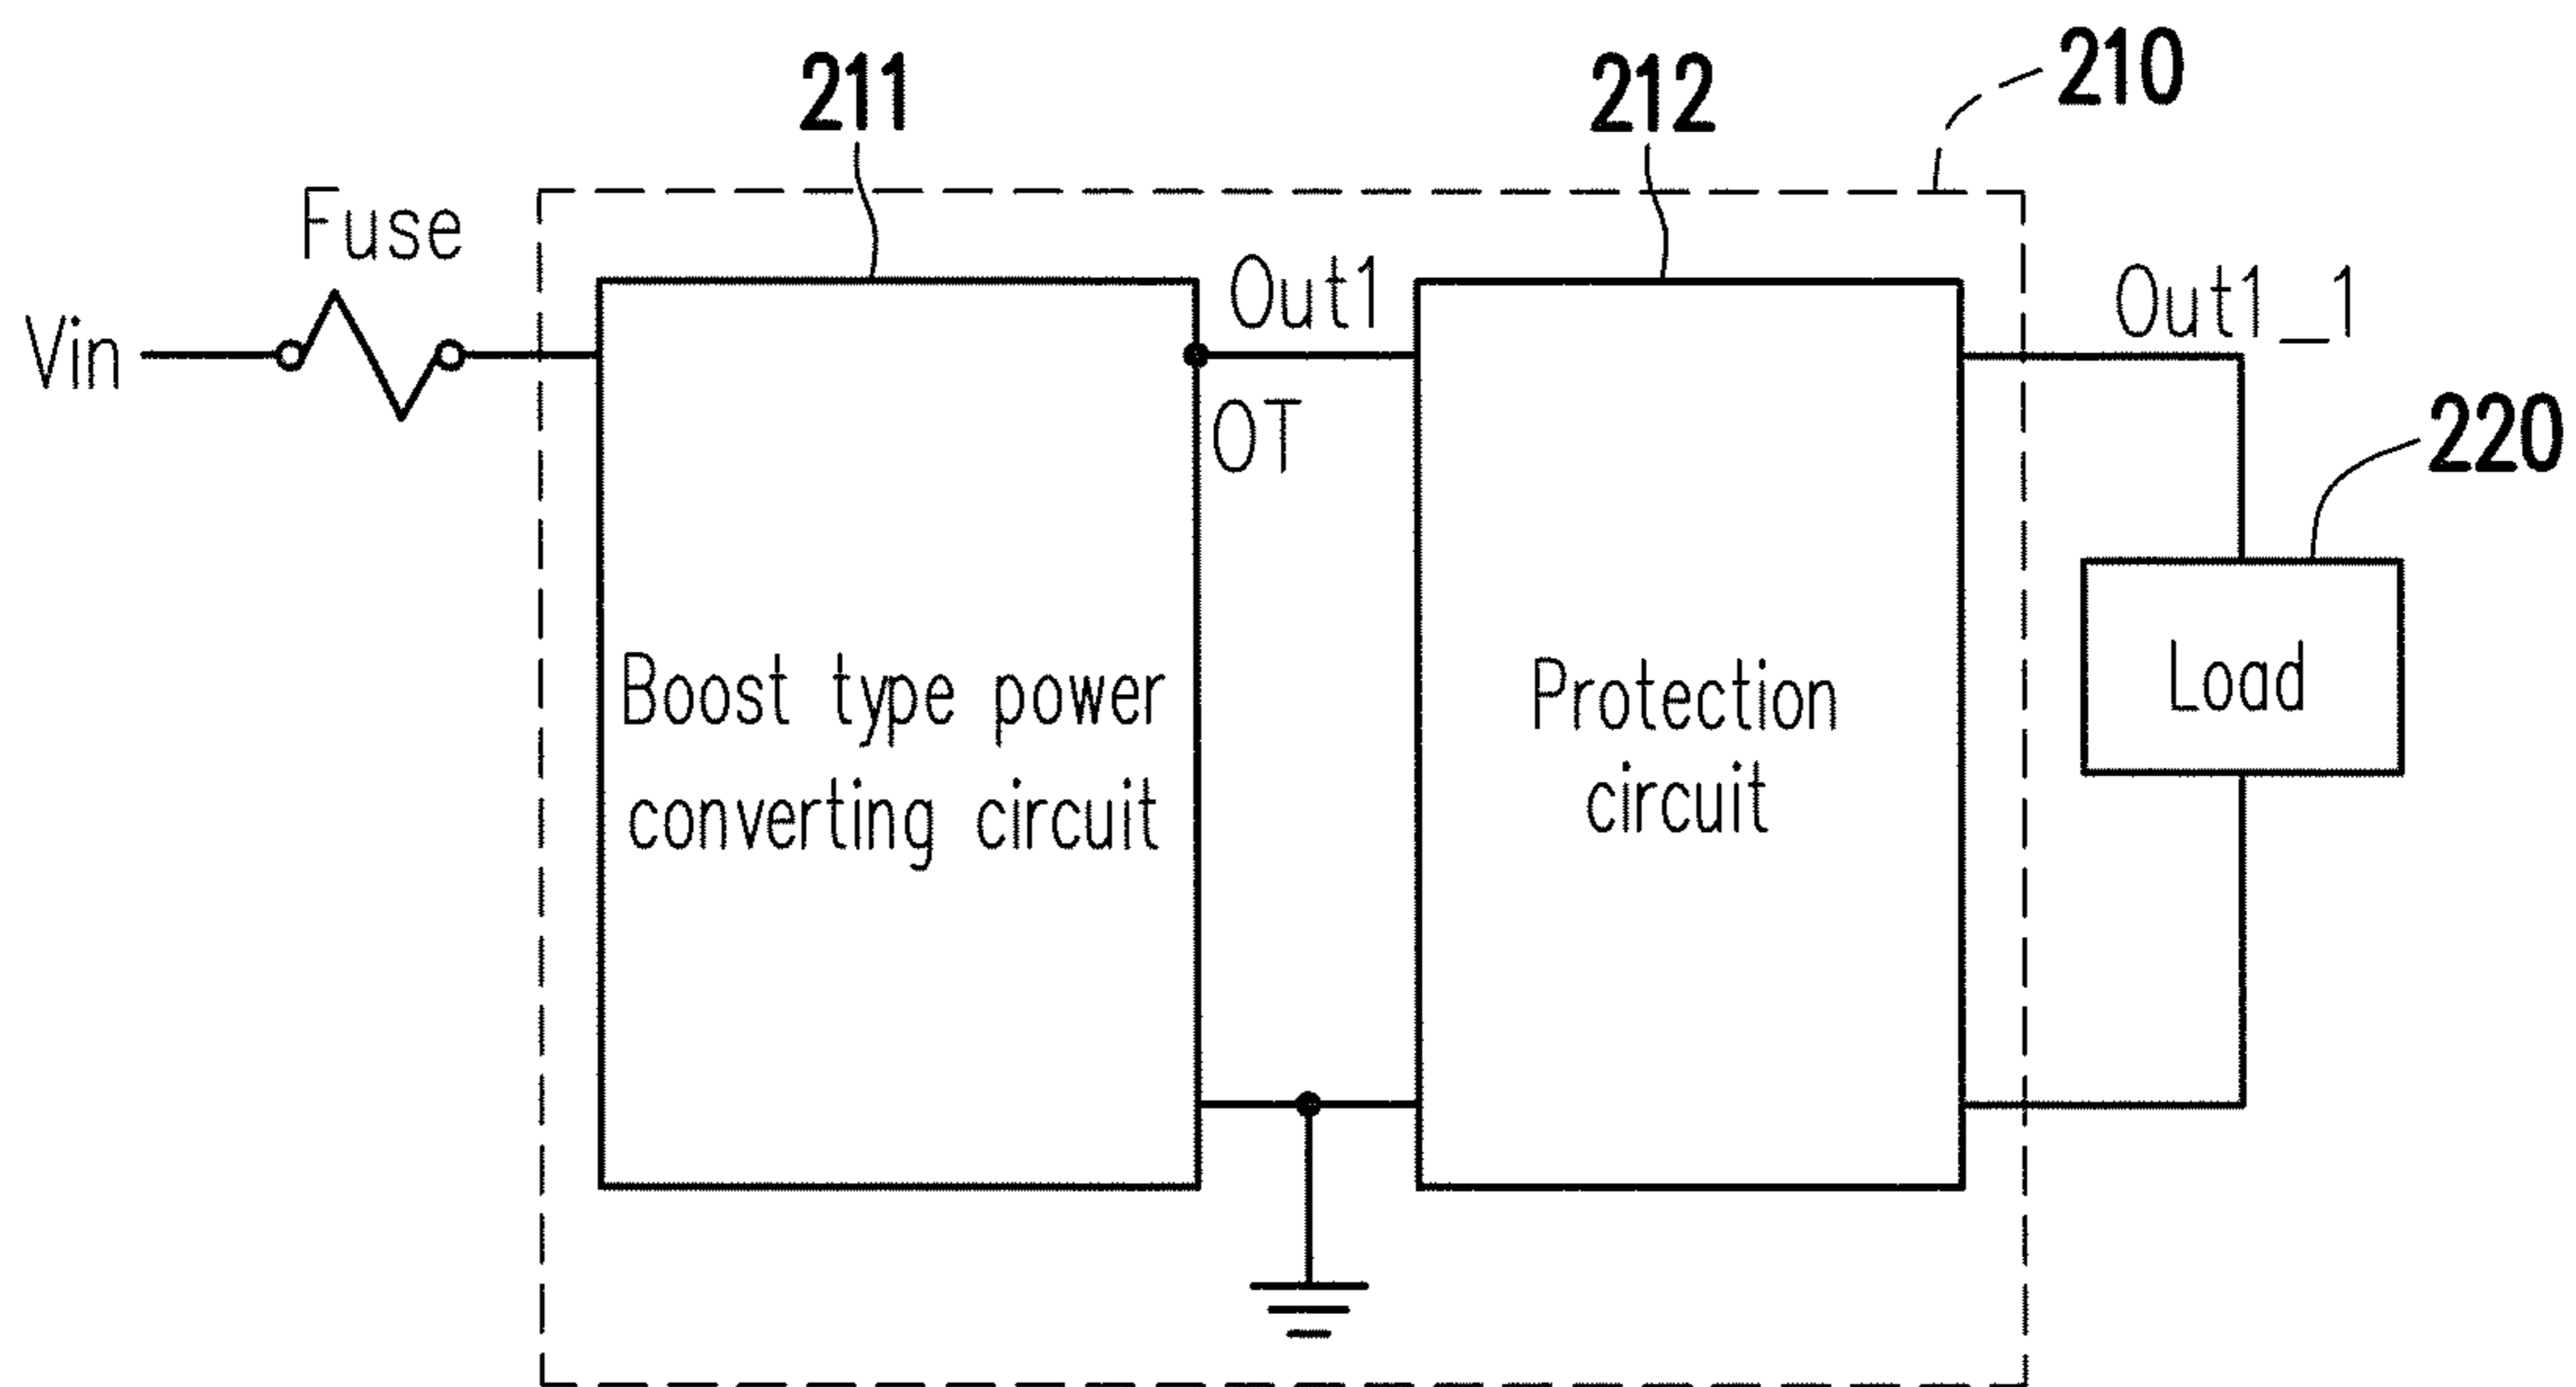 211
212
210
Fuse
Out1
Out1_1
Vin
OT
220
Boost type power
converting circuit
Protection
circuit
Load